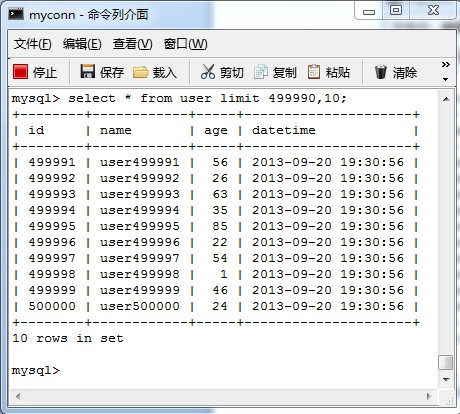 myconn - 命令列介面
文件(F) 编辑(E) 查看(V) 窗口(W)
停止 保存 载入 剪切 复制 粘贴 清除 »
mysql> select * from user limit 499990,10;
+--------+------------+-----+---------------------+
| id | name | age | datetime |
+--------+------------+-----+---------------------+
| 499991 | user499991 | 56 | 2013-09-20 19:30:56 |
| 499992 | user499992 | 26 | 2013-09-20 19:30:56 |
| 499993 | user499993 | 63 | 2013-09-20 19:30:56 |
| 499994 | user499994 | 35 | 2013-09-20 19:30:56 |
| 499995 | user499995 | 85 | 2013-09-20 19:30:56 |
| 499996 | user499996 | 22 | 2013-09-20 19:30:56 |
| 499997 | user499997 | 54 | 2013-09-20 19:30:56 |
| 499998 | user499998 | 1 | 2013-09-20 19:30:56 |
| 499999 | user499999 | 46 | 2013-09-20 19:30:56 |
| 500000 | user500000 | 24 | 2013-09-20 19:30:56 |
+--------+------------+-----+---------------------+
10 rows in set
mysql>